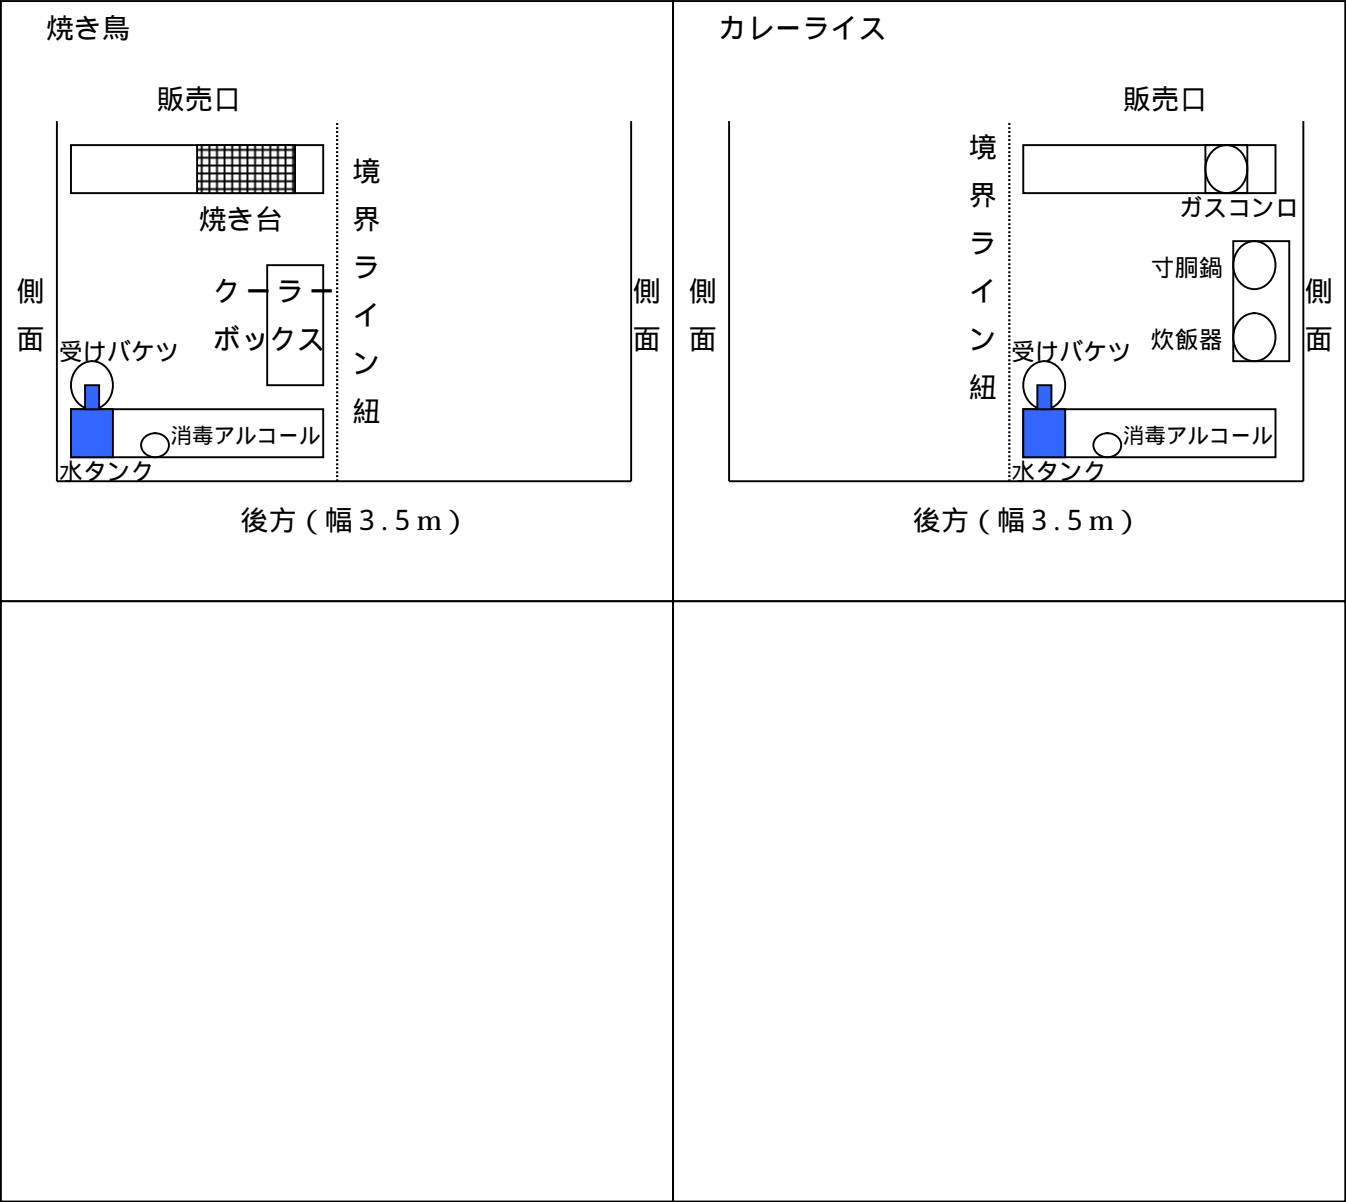 焼き鳥
販売口
焼き台
境界ライン紐
クーラー
ボックス
側面
側面
受けバケツ
消毒アルコール
水タンク
後方（幅３.５ｍ）
カレーライス
販売口
境界ライン紐
ガスコンロ
寸胴鍋
炊飯器
側面
側面
受けバケツ
消毒アルコール
水タンク
後方（幅３.５ｍ）